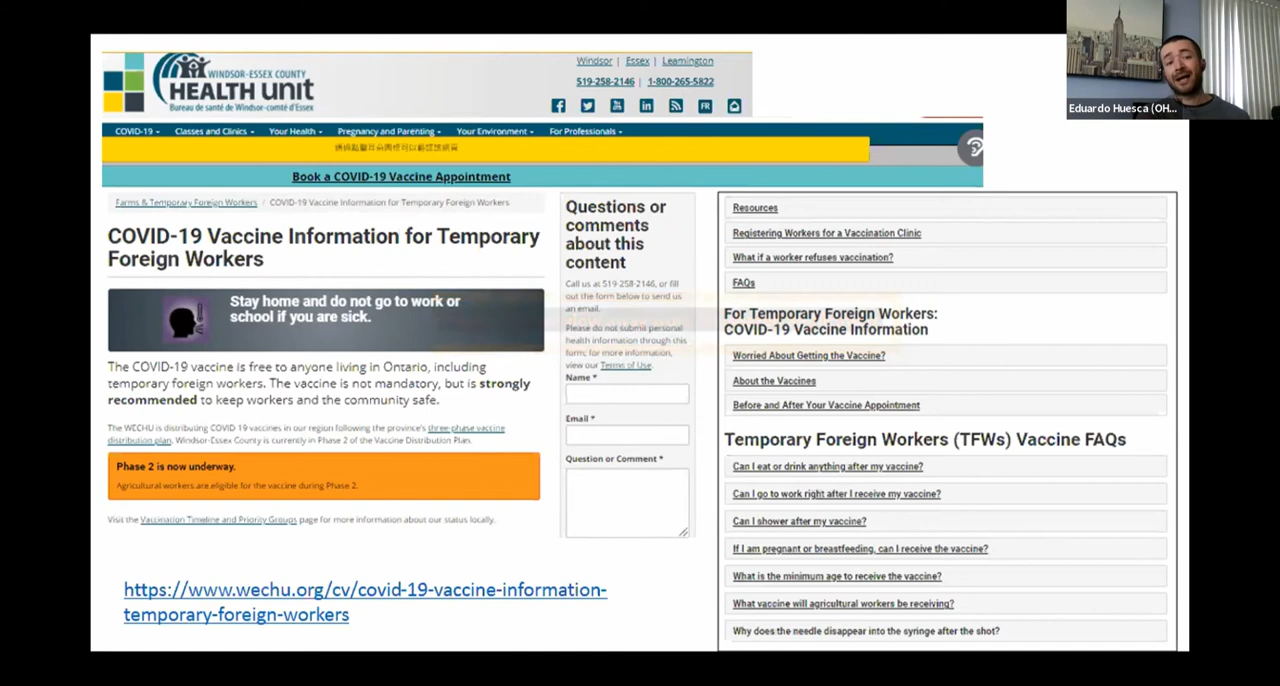 WINDSOR-ESSEX COUNTY
HEALTH unit
Bureau de santé de Windsor-comté d'Essex
Windsor | Essex | Leamington
519-258-2146 | 1-800-265-5822
FR
COVID-19
Classes and Clinics
Your Health
Pregnancy and Parenting
Your Environment
For Professionals
Book a COVID-19 Vaccine Appointment
Farms & Temporary Foreign Workers / COVID-19 Vaccine Information for Temporary Foreign Workers
COVID-19 Vaccine Information for Temporary
Foreign Workers
Stay home and do not go to work or
school if you are sick.
The COVID-19 vaccine is free to anyone living in Ontario, including
temporary foreign workers. The vaccine is not mandatory, but is strongly
recommended to keep workers and the community safe.
The WECHU is distributing COVID 19 vaccines in our region following the province's three-phase vaccine
distribution plan. Windsor-Essex County is currently in Phase 2 of the Vaccine Distribution Plan.
Phase 2 is now underway.
Agricultural workers are eligible for the vaccine during Phase 2.
Visit the Vaccination Timeline and Priority Groups page for more information about our status locally.
https://www.wechu.org/cv/covid-19-vaccine-information-
temporary-foreign-workers
Questions or
comments
about this
content
Call us at 519-258-2146, or fill
out the form below to send us
an email.
Please do not submit personal
health information through this
form; for more information,
view our Terms of Use.
Name *
Email *
Question or Comment *
Resources
Registering Workers for a Vaccination Clinic
What if a worker refuses vaccination?
FAQs
For Temporary Foreign Workers:
COVID-19 Vaccine Information
Worried About Getting the Vaccine?
About the Vaccines
Before and After Your Vaccine Appointment
Temporary Foreign Workers (TFWs) Vaccine FAQs
Can I eat or drink anything after my vaccine?
Can I go to work right after I receive my vaccine?
Can I shower after my vaccine?
If I am pregnant or breastfeeding, can I receive the vaccine?
What is the minimum age to receive the vaccine?
What vaccine will agricultural workers be receiving?
Why does the needle disappear into the syringe after the shot?
Eduardo Huesca (OH...